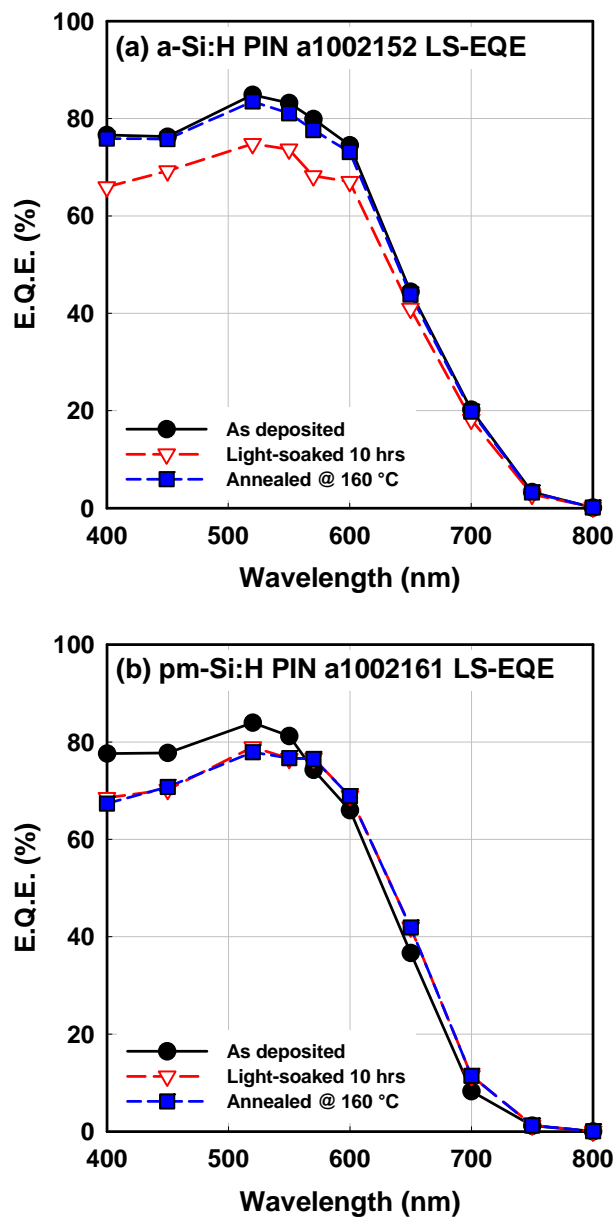 (a) a-Si:H PIN a1002152 LS-EQE
100
80
60
40
20
0
E.Q.E. (%)
As deposited
Light-soaked 10 hrs
Annealed @ 160 °C
400 500 600 700 800
Wavelength (nm)
(b) pm-Si:H PIN a1002161 LS-EQE
100
80
60
40
20
0
E.Q.E. (%)
As deposited
Light-soaked 10 hrs
Annealed @ 160 °C
400 500 600 700 800
Wavelength (nm)